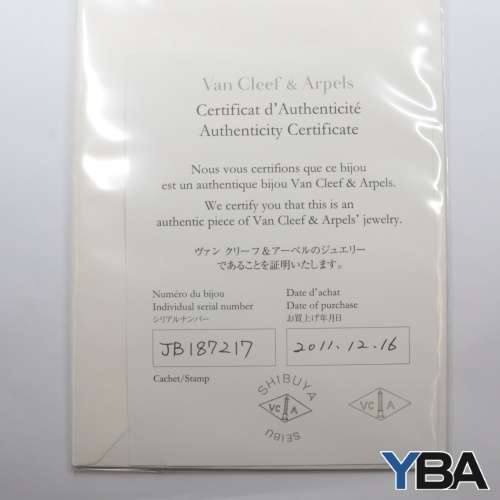 Van Cleef & Arpels
Certificat d'Authenticité
Authenticity Certificate
Nous vous certifions que ce bijou
est un authentique bijou Van Cleef & Arpels.
We certify you that this is an
authentic piece of Van Cleef & Arpels' jewelry.
ヴァン クリーフ&アーペルのジュエリー
であることを証明いたします。
Numéro du bijou
Individual serial number
シリアルナンバー
JB187217
Date d'achat
Date of purchase
お買上げ年月日
2011.12.16
Cachet/Stamp
SHIBUYA
VC A
SEIBU
VC A
YBA